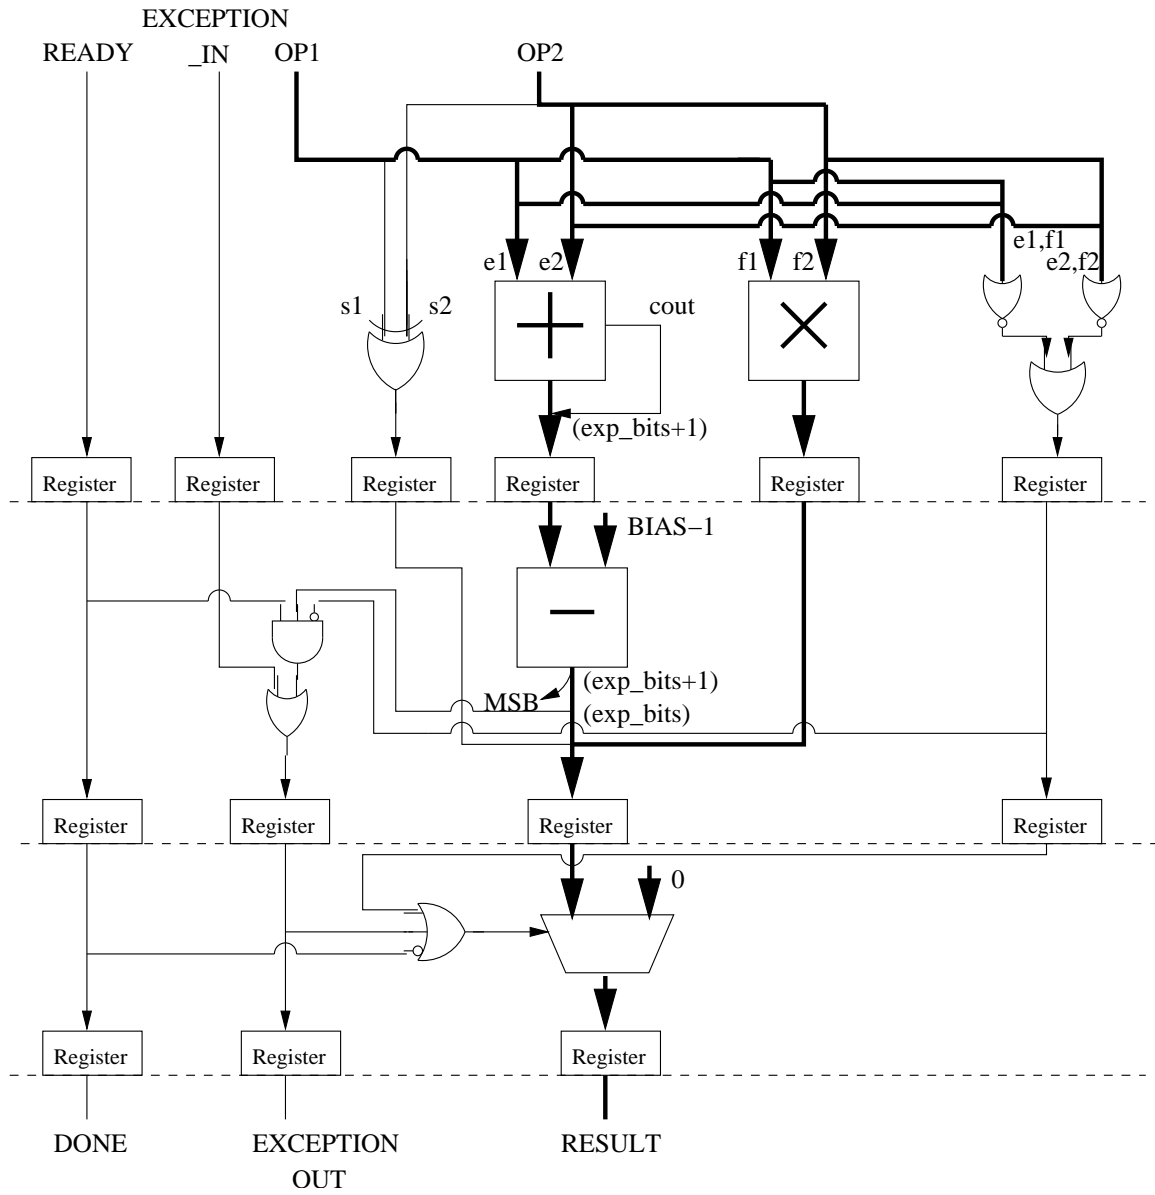 EXCEPTION
READY
_IN
OP1
OP2
e1,f1
e2,f2
e1
e2
f1
f2
s1
s2
cout
(exp_bits+1)
Register
Register
Register
Register
Register
Register
BIAS−1
(exp_bits+1)
MSB
(exp_bits)
Register
Register
Register
Register
0
Register
Register
Register
DONE
EXCEPTION
RESULT
OUT